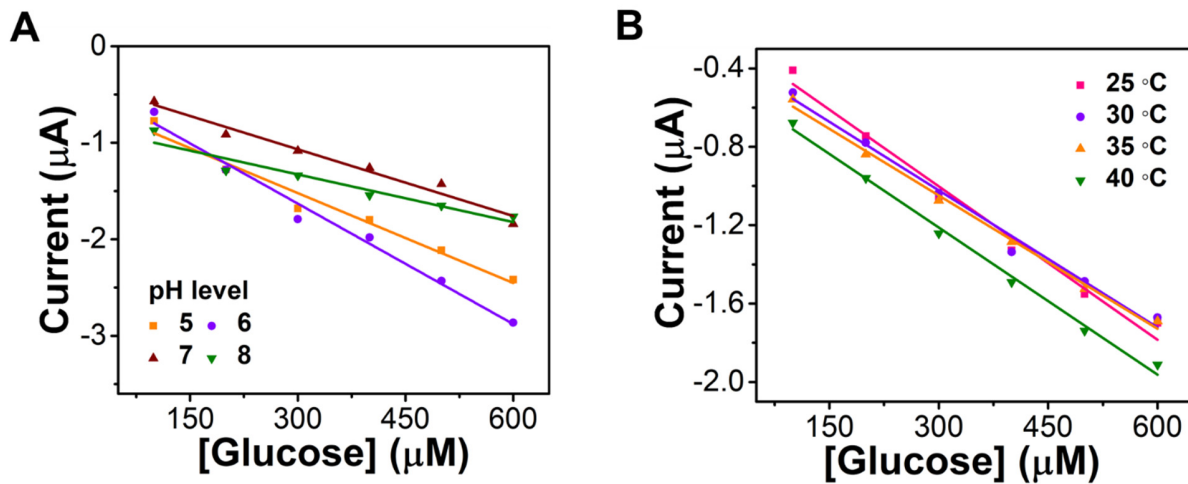 A
Current (μA)
0
-1
-2
-3
pH level
5 6
7 8
150 300 450 600
[Glucose] (μM)
B
Current (μA)
-0.4
-0.8
-1.2
-1.6
-2.0
25 °C
30 °C
35 °C
40 °C
150 300 450 600
[Glucose] (μM)